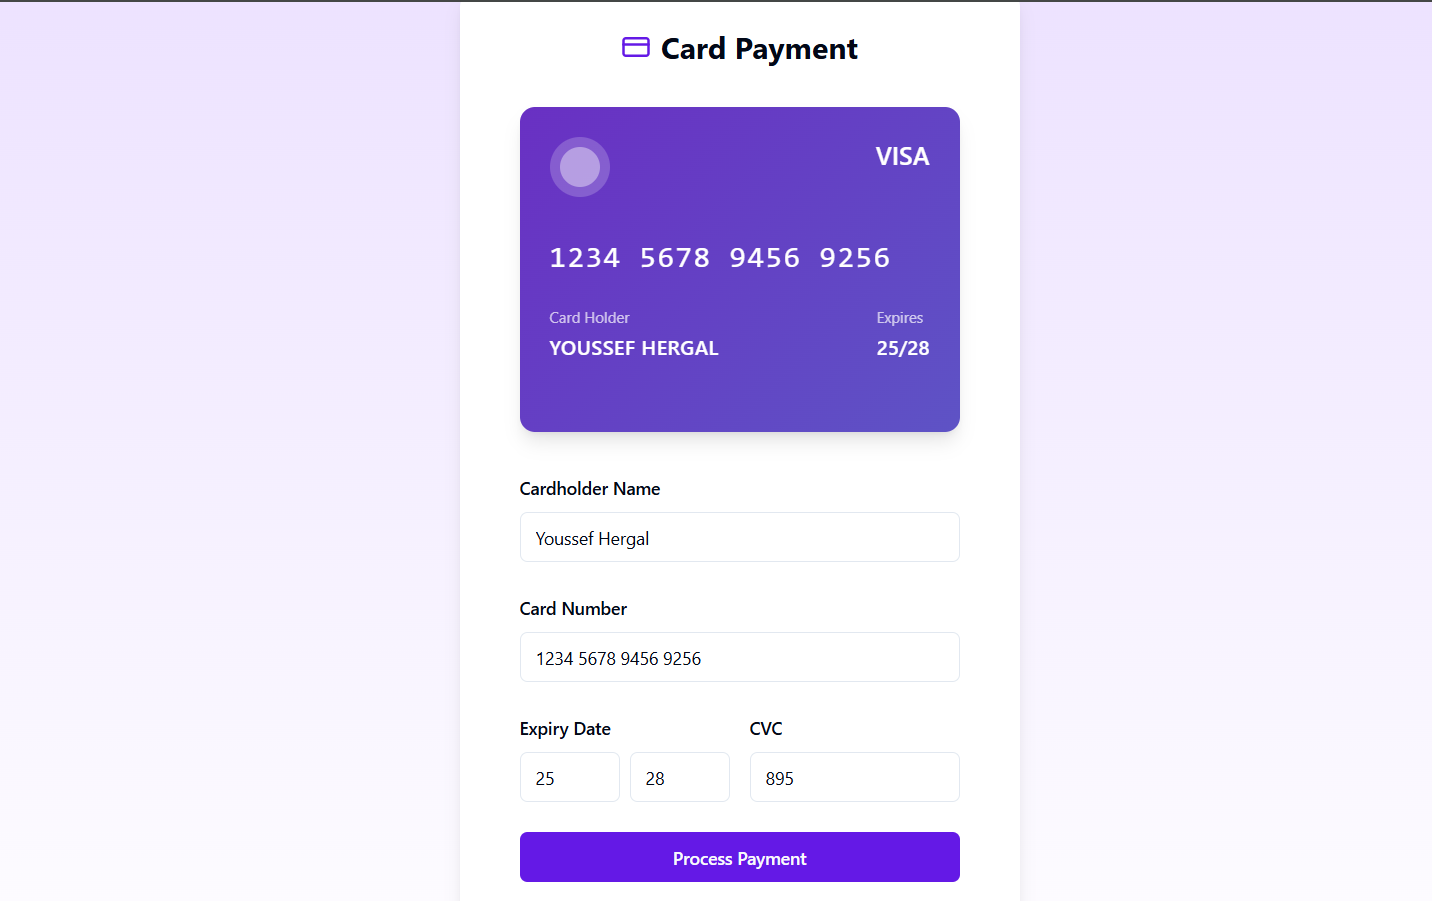 Card Payment
VISA
1234 5678 9456 9256
Card Holder
Expires
YOUSSEF HERGAL
25/28
Cardholder Name
Youssef Hergal
Card Number
1234 5678 9456 9256
Expiry Date
CVC
25
28
895
Process Payment